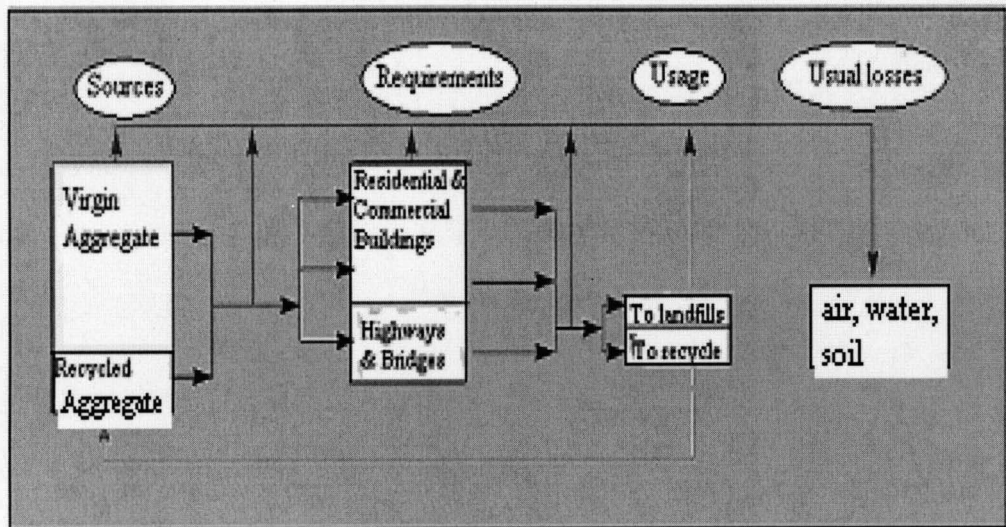 Sources
Requirements
Usage
Usual losses
Virgin
Aggregate
Recycled
Aggregate
Residential &
Commercial
Buildings
Highways
& Bridges
To landfills
To recycle
air, water,
soil